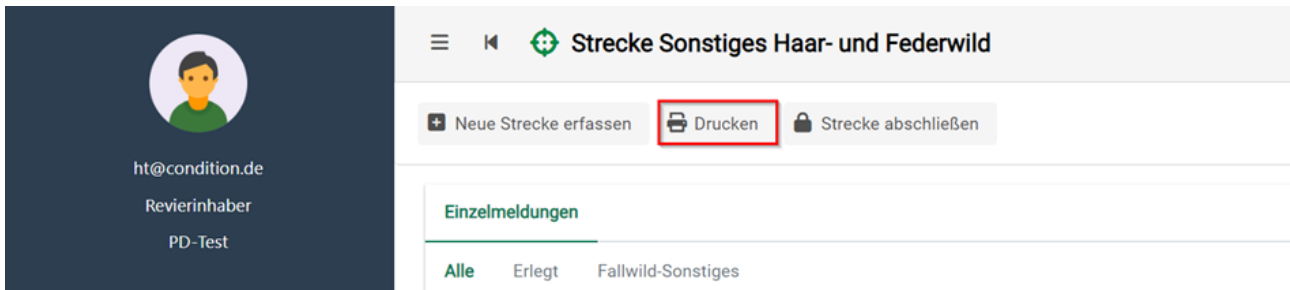 Strecke Sonstiges Haar- und Federwild
Neue Strecke erfassen Drucken Strecke abschließen
ht@condition.de
Revierinhaber
PD-Test
Einzelmeldungen
Alle Erlegt Fallwild-Sonstiges